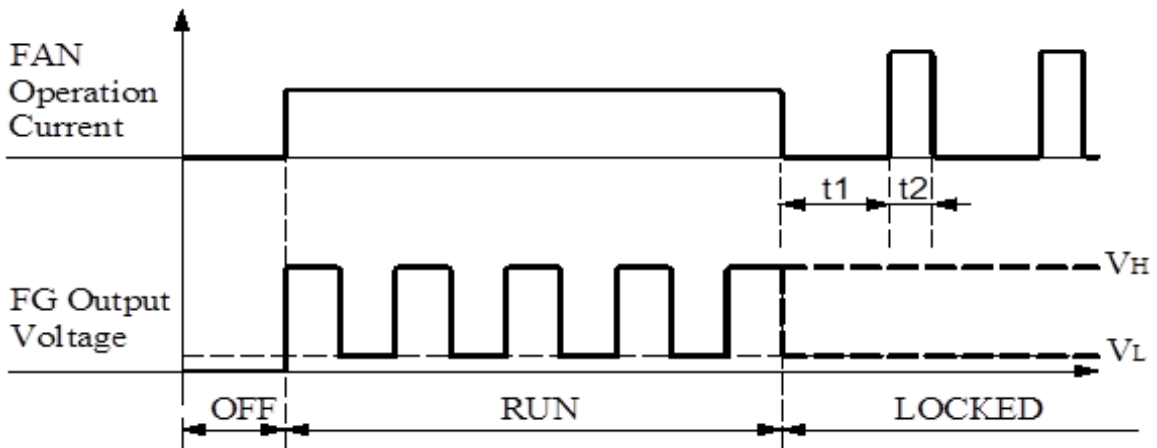 FAN
Operation
Current
t1
t2
FG Output
Voltage
VH
VL
OFF
RUN
LOCKED